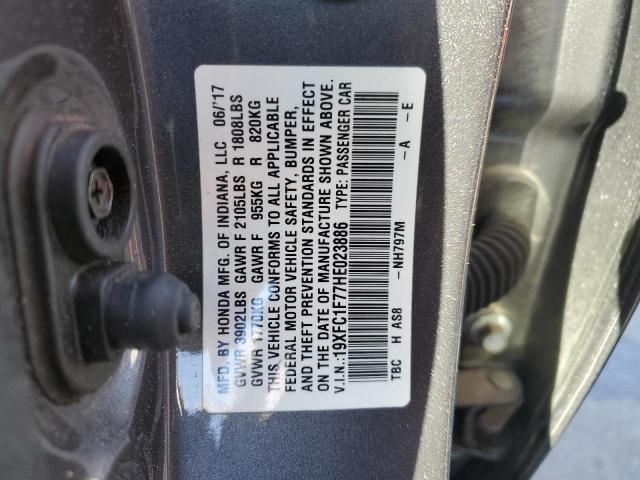 MFD. BY HONDA MFG. OF INDIANA, LLC 06/'17
GVWR 3902LBS GAWR F 2105LBS R 1808LBS
GVWR 1770KG GAWR F 955KG R 820KG
THIS VEHICLE CONFORMS TO ALL APPLICABLE
FEDERAL MOTOR VEHICLE SAFETY, BUMPER,
AND THEFT PREVENTION STANDARDS IN EFFECT
ON THE DATE OF MANUFACTURE SHOWN ABOVE.
V.I.N.:19XFC1F77HE023886 TYPE: PASSENGER CAR
TBC H AS8 -NH797M -A -E